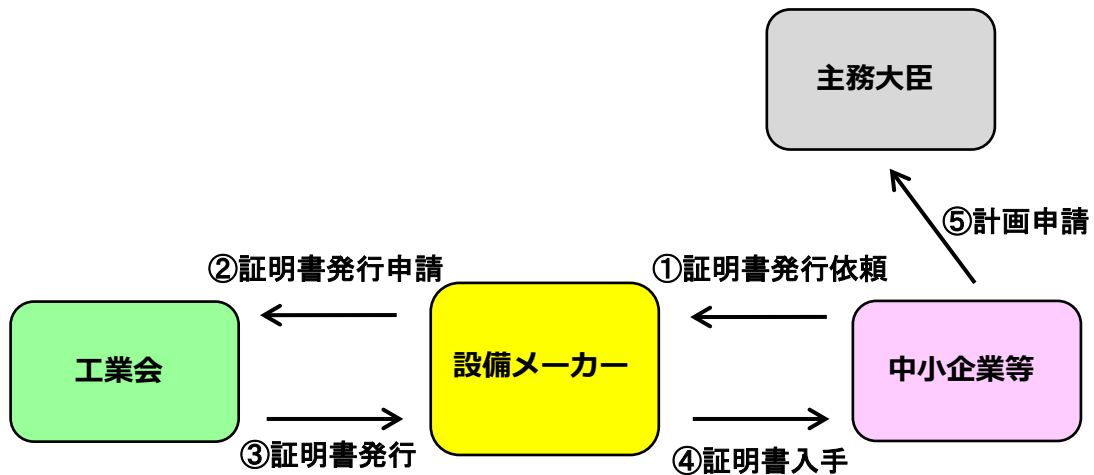 主務大臣
⑤計画申請
②証明書発行申請
①証明書発行依頼
工業会
設備メーカー
中小企業等
③証明書発行
④証明書入手